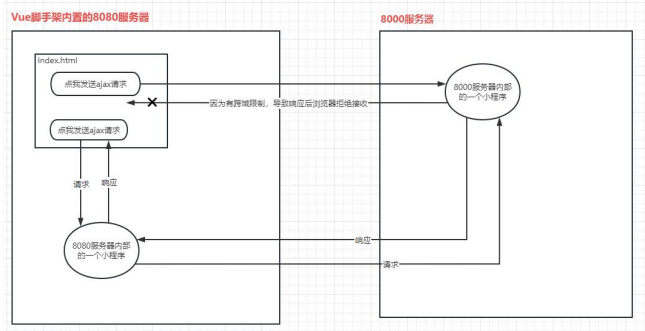 Vue脚手架内置的8080服务器
8000服务器
index.html
点我发送ajax请求
8000服务器内部
的一个小程序
因为有跨域限制，导致响应后浏览器拒绝接收
点我发送ajax请求
请求
响应
8080服务器内部
的一个小程序
响应
请求